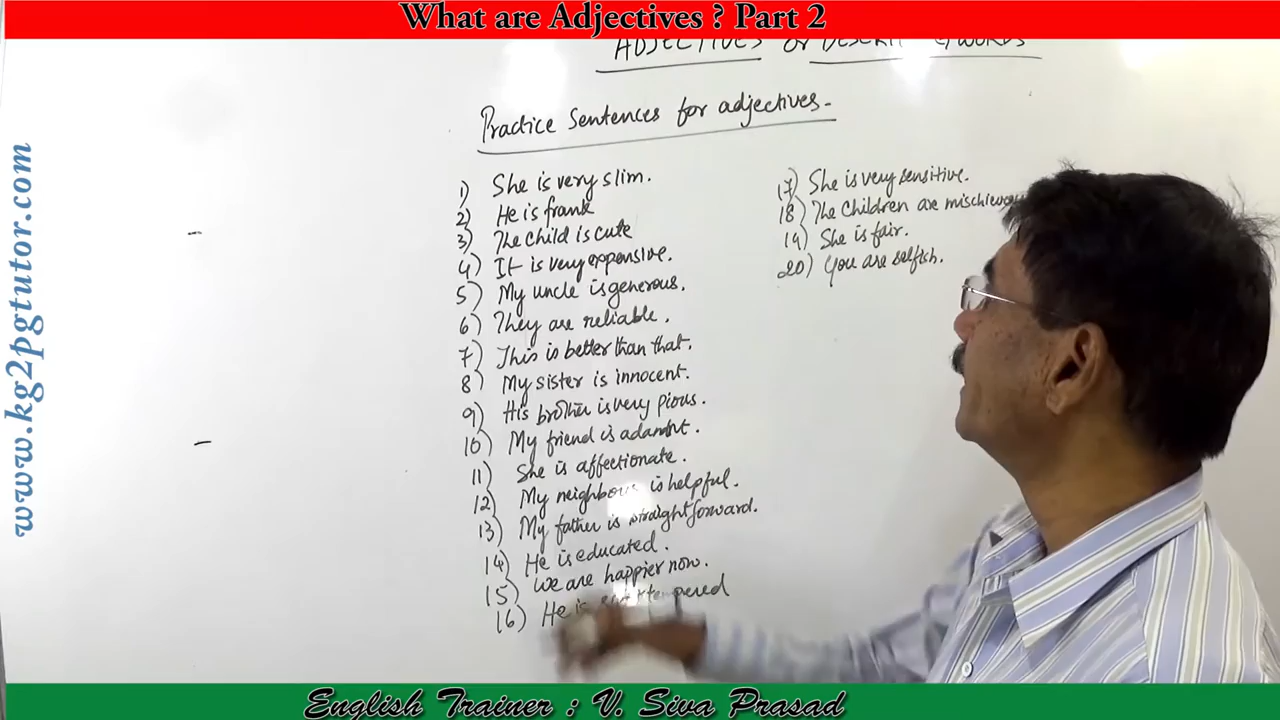 What are Adjectives ? Part 2
ADJECTIVES or
Practice Sentences for adjectives.
1) She is very slim.
2) He is frank
3) The child is cute
4) It is very expensive.
5) My uncle is generous.
6) They are reliable.
7) This is better than that.
8) My sister is innocent.
9) His brother is very pious.
10) My friend is adamant.
11) She is affectionate.
12) My neighbour is helpful.
13) My father is straightforward.
14) He is educated.
15) We are happier now.
16) He is
17) She is very sensitive.
18) The Children are mischievous
19) She is fair.
20) You are selfish.
www.kg2pgtutor.com
English Trainer : V. Siva Prasad